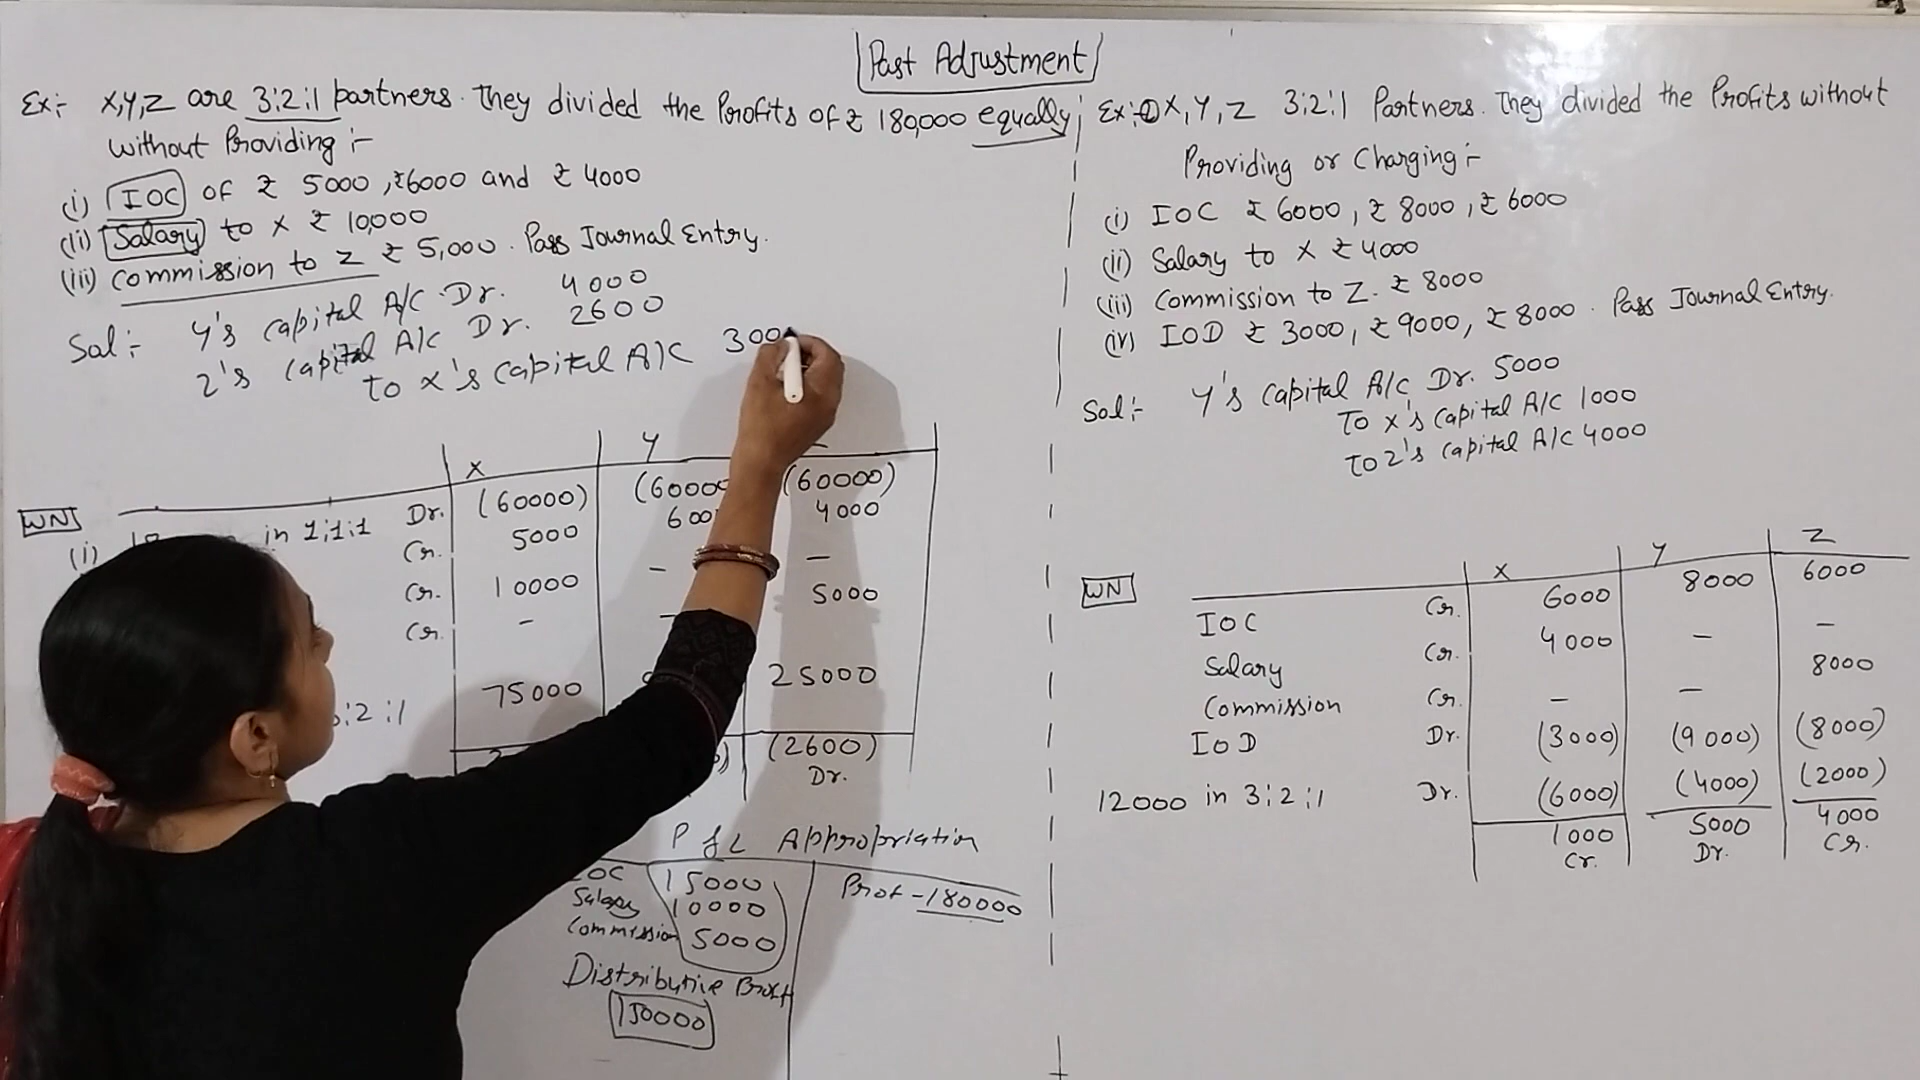 Past Adjustment
Ex:- X,Y,Z are 3:2:1 partners. They divided the Profits of ₹ 180,000 equally
without Providing :-
(i) IOC of ₹ 5000, ₹6000 and ₹ 4000
(ii) Salary to X ₹ 10,000
(iii) Commission to Z ₹ 5,000. Pass Journal Entry.
Sol:- Y's Capital A/C Dr. 4000
Z's Capital A/C Dr. 2600
To X's Capital A/C 300
WN
X Y
(i) in 1:1:1 Dr. (60000) (60000 (60000)
Cr. 5000 600 4000
Cr. 10000 - -
Cr. - - 5000
3:2:1 75000 25000
(2600)
Dr.
P & L Appropriation
IOC 15000 Prof - 180000
Salary 10000
Commission 5000
Distributive Profit
150000
Ex:- X, Y, Z 3:2:1 Partners. They divided the Profits without
Providing or Charging :-
(i) IOC ₹ 6000, ₹ 8000, ₹ 6000
(ii) Salary to X ₹ 4000
(iii) Commission to Z. ₹ 8000
(iv) IOD ₹ 3000, ₹ 9000, ₹ 8000. Pass Journal Entry.
Sol:- Y's Capital A/C Dr. 5000
To X's Capital A/C 1000
To Z's Capital A/C 4000
WN
X Y Z
IOC Cr. 6000 8000 6000
Salary Cr. 4000 - -
Commission Cr. - - 8000
IOD Dr. (3000) (9000) (8000)
12000 in 3:2:1 Dr. (6000) (4000) (2000)
1000 5000 4000
Cr. Dr. Cr.